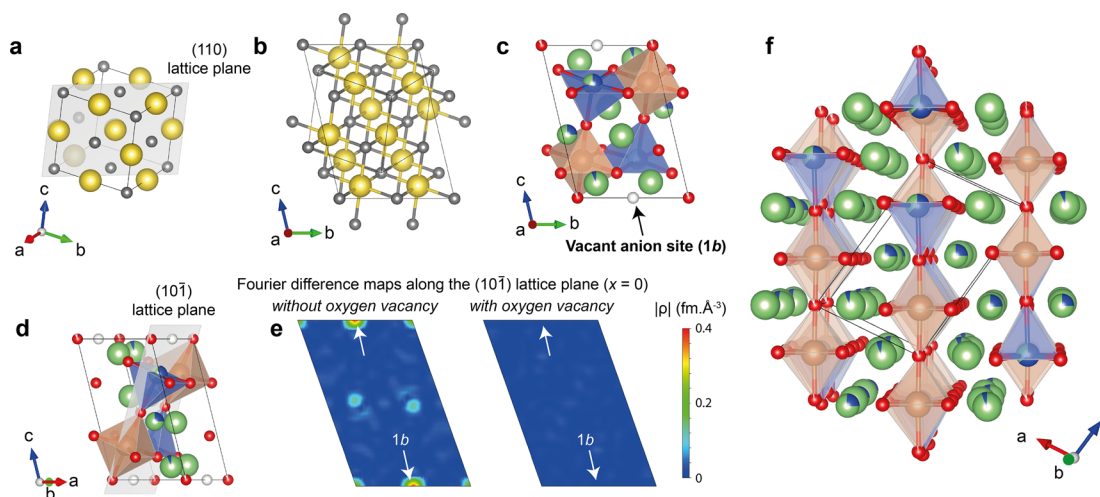 a
(110)
lattice plane
c
a
b
b
c
a
b
c
c
a
b
Vacant anion site (1b)
d
(101̄)
lattice plane
c
b
a
Fourier difference maps along the (101̄) lattice plane (x = 0)
without oxygen vacancy
with oxygen vacancy
|ρ| (fm.Å⁻³)
e
1b
1b
0.4
0.2
0
f
a
b
c